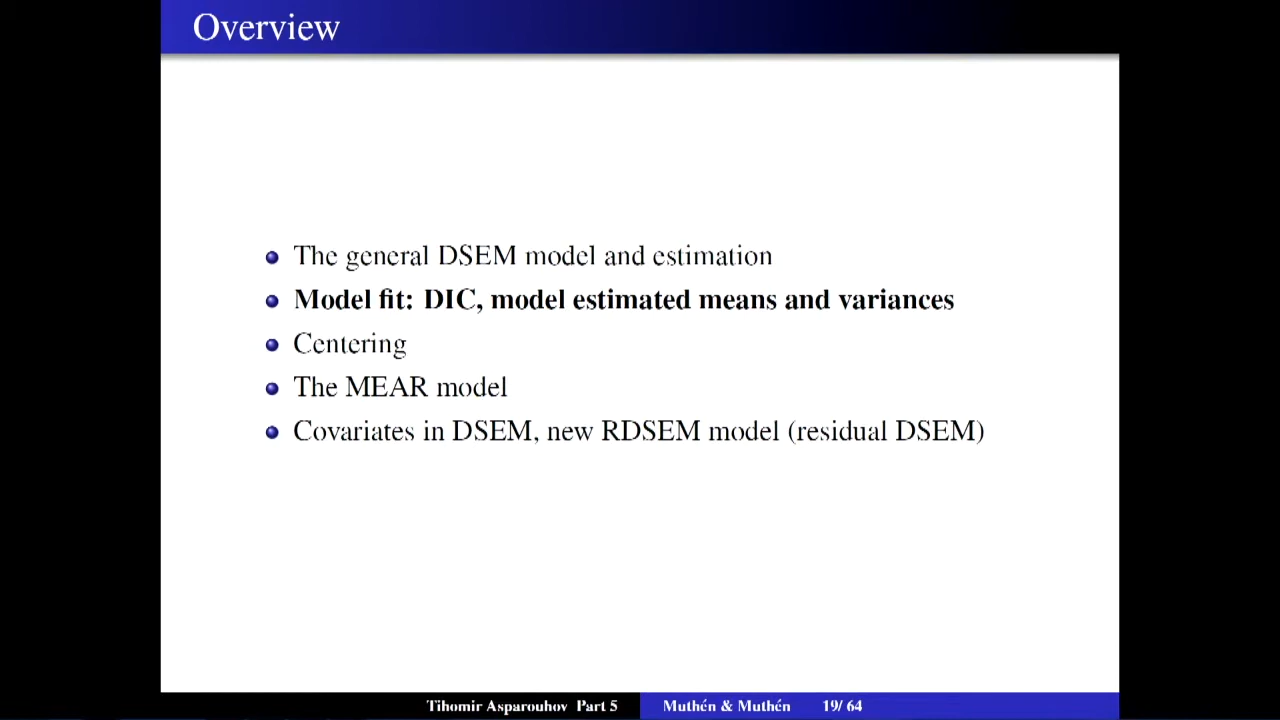 Overview
The general DSEM model and estimation
Model fit: DIC, model estimated means and variances
Centering
The MEAR model
Covariates in DSEM, new RDSEM model (residual DSEM)
Tihomir Asparouhov Part 5 Muthén & Muthén 19/ 64